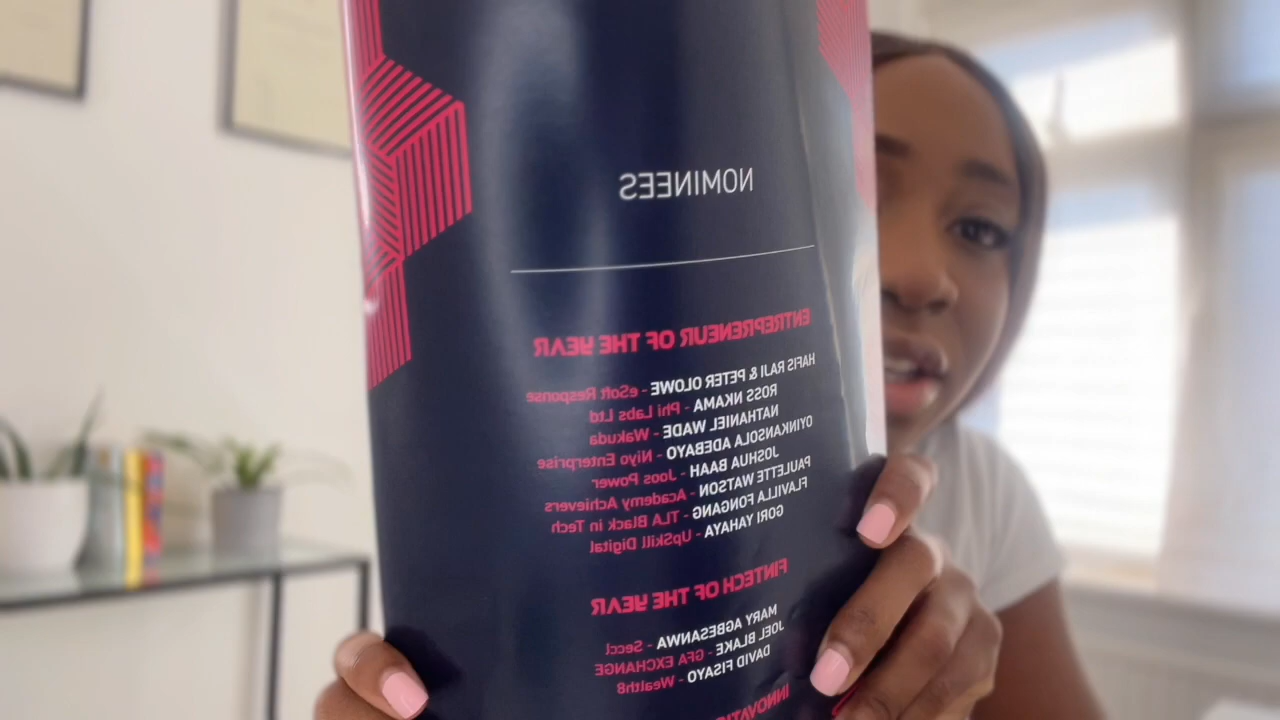 NOMINEES
ENTREPRENEUR OF THE YEAR
HAFIS RAJI & PETER OLOWE - eSoft Response
ROSS NKAMA - Phi Labs Ltd
NATHANIEL WADE - Wakuda
OYINKANSOLA ADEBAYO - Niyo Enterprise
JOSHUA BAAH - Joos Power
PAULETTE WATSON - Academy Achievers
FLAVILLA FONGANG - TLA Black in Tech
GORI YAHAYA - UpSkill Digital
FINTECH OF THE YEAR
MARY AGBESANWA - Seccl
JOEL BLAKE - GFA EXCHANGE
DAVID FISAYO - Wealth8